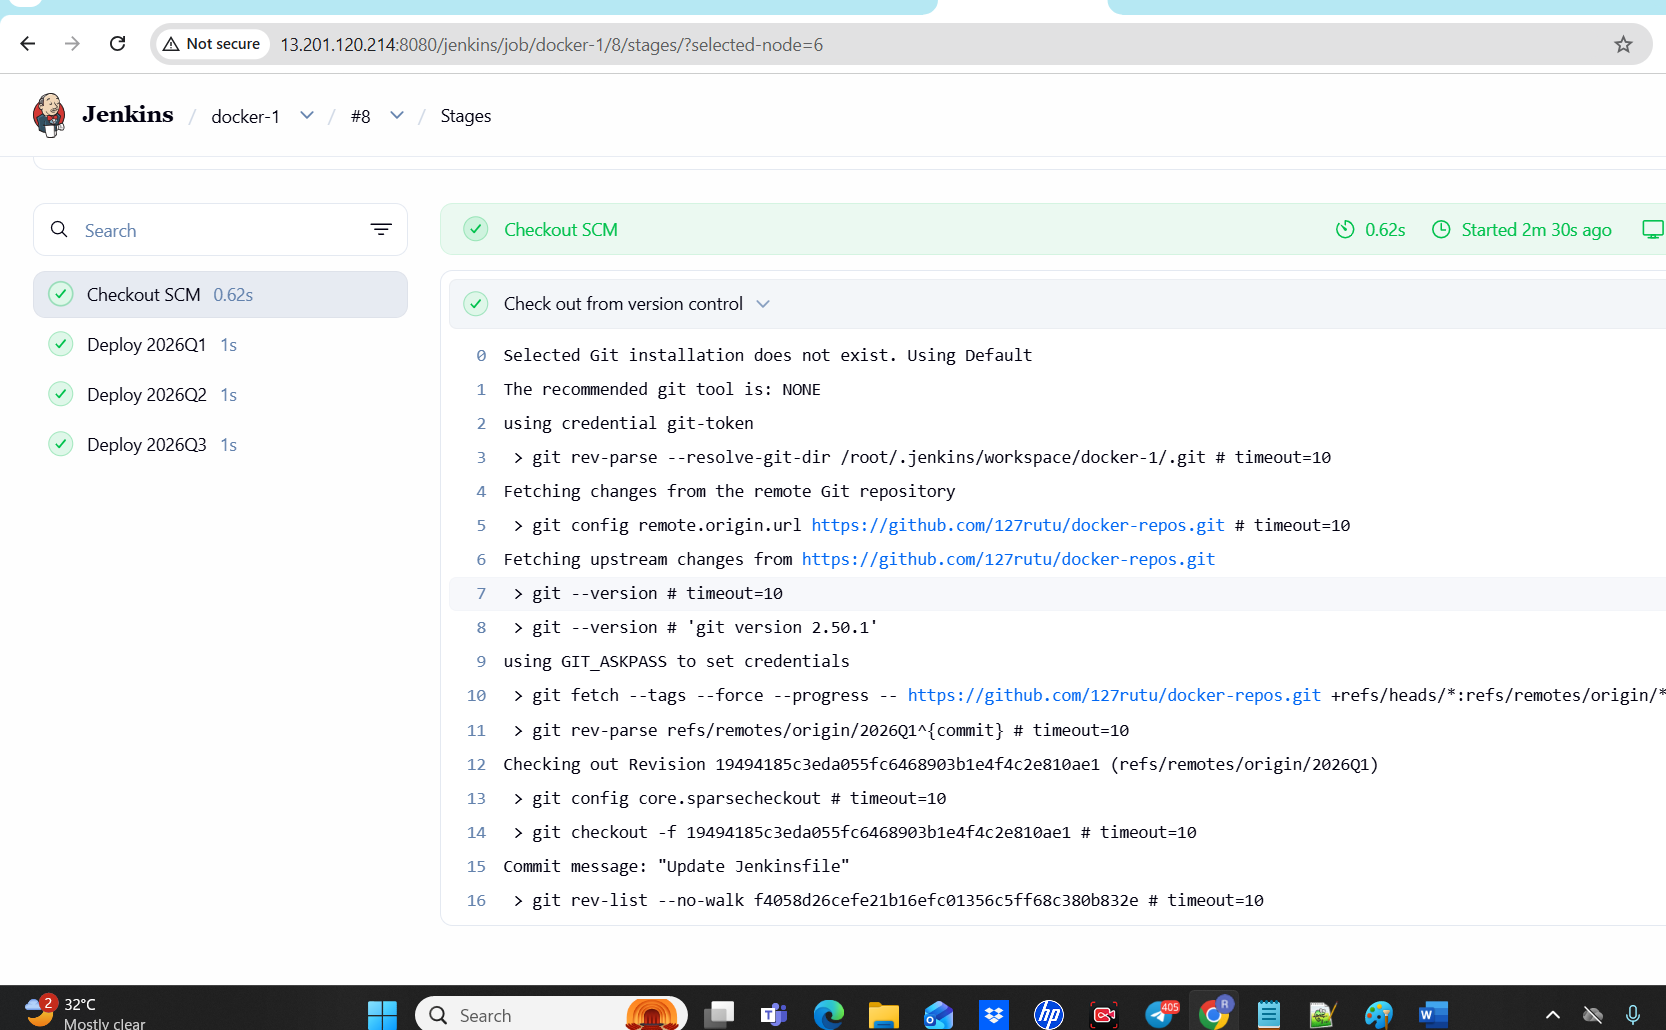 Not secure 13.201.120.214:8080/jenkins/job/docker-1/8/stages/?selected-node=6
Jenkins / docker-1 / #8 / Stages
Search
Checkout SCM 0.62s
Deploy 2026Q1 1s
Deploy 2026Q2 1s
Deploy 2026Q3 1s
Checkout SCM 0.62s Started 2m 30s ago
Check out from version control
0 Selected Git installation does not exist. Using Default
1 The recommended git tool is: NONE
2 using credential git-token
3 > git rev-parse --resolve-git-dir /root/.jenkins/workspace/docker-1/.git # timeout=10
4 Fetching changes from the remote Git repository
5 > git config remote.origin.url https://github.com/127rutu/docker-repos.git # timeout=10
6 Fetching upstream changes from https://github.com/127rutu/docker-repos.git
7 > git --version # timeout=10
8 > git --version # 'git version 2.50.1'
9 using GIT_ASKPASS to set credentials
10 > git fetch --tags --force --progress -- https://github.com/127rutu/docker-repos.git +refs/heads/*:refs/remotes/origin/*
11 > git rev-parse refs/remotes/origin/2026Q1^{commit} # timeout=10
12 Checking out Revision 19494185c3eda055fc6468903b1e4f4c2e810ae1 (refs/remotes/origin/2026Q1)
13 > git config core.sparsecheckout # timeout=10
14 > git checkout -f 19494185c3eda055fc6468903b1e4f4c2e810ae1 # timeout=10
15 Commit message: "Update Jenkinsfile"
16 > git rev-list --no-walk f4058d26cefe21b16efc01356c5ff68c380b832e # timeout=10
2 32°C
Mostly clear
Search
T
hp
405
R
W